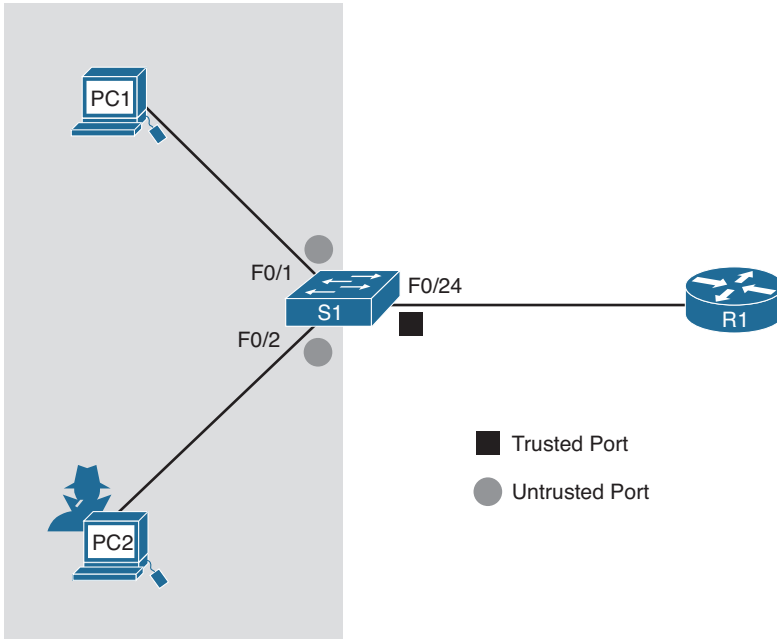 PC1
F0/1
F0/24
S1
R1
F0/2
Trusted Port
Untrusted Port
PC2